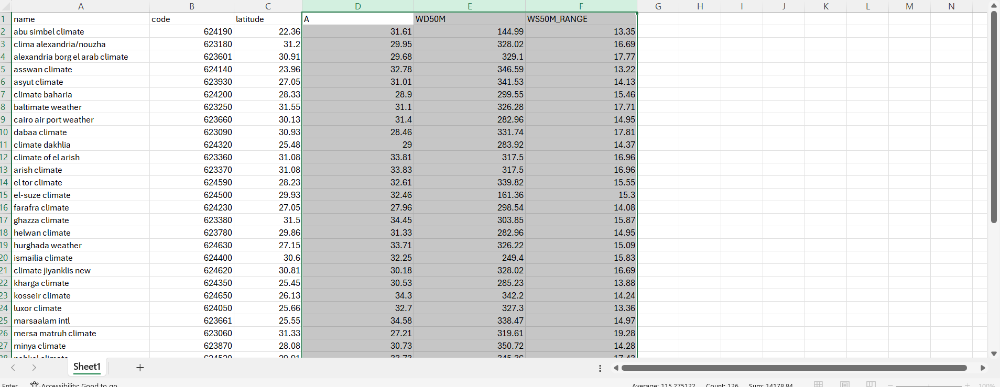 A B C D E F G H I J K L M N
1 name code latitude A WD50M WS50M_RANGE
2 abu simbel climate 624190 22.36 31.61 144.99 13.35
3 clima alexandria/nouzha 623180 31.2 29.95 328.02 16.69
4 alexandria borg el arab climate 623601 30.91 29.68 329.1 17.77
5 asswan climate 624140 23.96 32.78 346.59 13.22
6 asyut climate 623930 27.05 31.01 341.53 14.13
7 climate baharia 624200 28.33 28.9 299.55 15.46
8 baltimate weather 623250 31.55 31.1 326.28 17.71
9 cairo air port weather 623660 30.13 31.4 282.96 14.95
10 dabaa climate 623090 30.93 28.46 331.74 17.81
11 climate dakhlia 624320 25.48 29 283.92 14.37
12 climate of el arish 623360 31.08 33.81 317.5 16.96
13 arish climate 623370 31.08 33.83 317.5 16.96
14 el tor climate 624590 28.23 32.61 339.82 15.55
15 el-suze climate 624500 29.93 32.46 161.36 15.3
16 farafra climate 624230 27.05 27.96 298.54 14.08
17 ghazza climate 623380 31.5 34.45 303.85 15.87
18 helwan climate 623780 29.86 31.33 282.96 14.95
19 hurghada weather 624630 27.15 33.71 326.22 15.09
20 ismailia climate 624400 30.6 32.25 249.4 15.83
21 climate jiyanklis new 624620 30.81 30.18 328.02 16.69
22 kharga climate 624350 25.45 30.53 285.23 13.88
23 kosseir climate 624650 26.13 34.3 342.2 14.24
24 luxor climate 624050 25.66 32.7 327.3 13.36
25 marsaalam intl 623661 25.55 34.58 338.47 14.97
26 mersa matruh climate 623060 31.33 27.21 319.61 19.28
27 minya climate 623870 28.08 30.73 350.72 14.28
Sheet1
Enter Accessibility: Good to go Average: 115.275122 Count: 126 Sum: 14178.84 100%